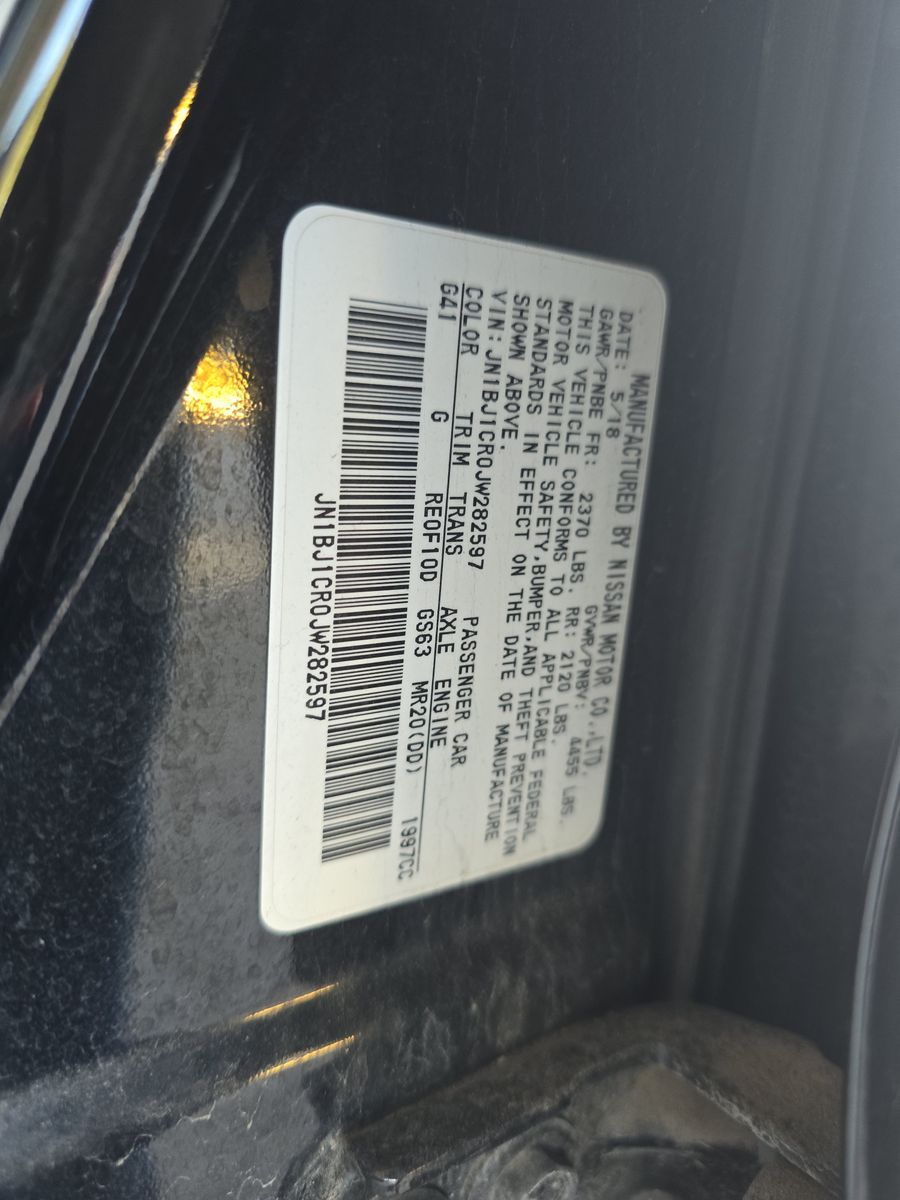 MANUFACTURED BY NISSAN MOTOR CO.,LTD.
DATE: 5/18 GVWR/PNBV: 4455 LBS.
GAWR/PNBE FR: 2370 LBS. RR: 2120 LBS.
THIS VEHICLE CONFORMS TO ALL APPLICABLE FEDERAL
MOTOR VEHICLE SAFETY,BUMPER,AND THEFT PREVENTION
STANDARDS IN EFFECT ON THE DATE OF MANUFACTURE
SHOWN ABOVE.
VIN:JN1BJ1CR0JW282597 PASSENGER CAR
COLOR TRIM TRANS AXLE ENGINE
G41 G RE0F10D GS63 MR20(DD) 1997CC
JN1BJ1CR0JW282597